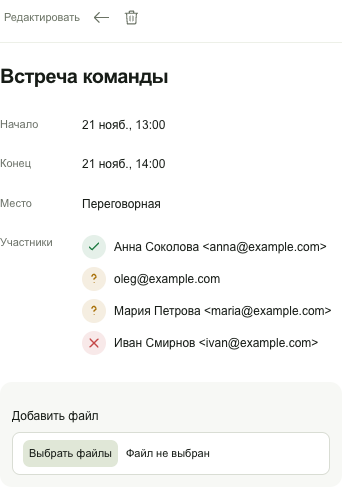 Редактировать
Встреча команды
Начало 21 нояб., 13:00
Конец 21 нояб., 14:00
Место Переговорная
Участники Анна Соколова <anna@example.com>
oleg@example.com
Мария Петрова <maria@example.com>
Иван Смирнов <ivan@example.com>
Добавить файл
Выбрать файлы Файл не выбран